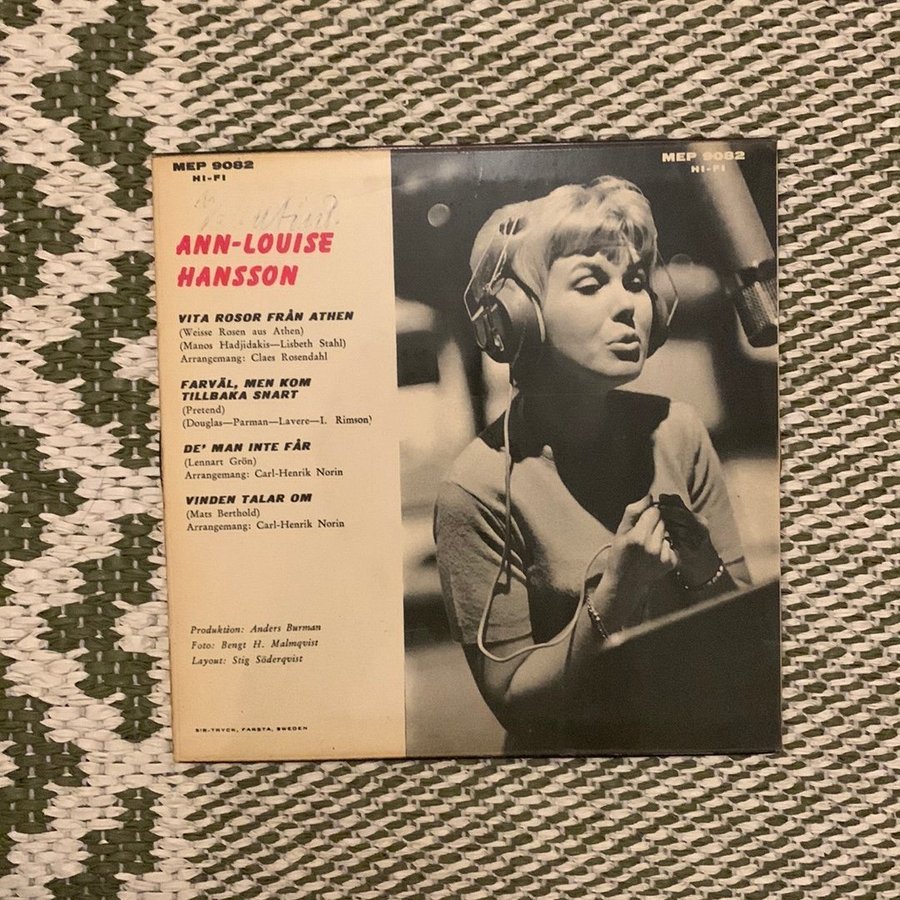 MEP 9082
HI-FI
ANN-LOUISE
HANSSON
VITA ROSOR FRÅN ATHEN
(Weisse Rosen aus Athen)
(Manos Hadjidakis—Lisbeth Stahl)
Arrangemang: Claes Rosendahl
FARVÄL, MEN KOM
TILLBAKA SNART
(Pretend)
(Douglas—Parman—Lavere—I. Rimson)
DE' MAN INTE FÅR
(Lennart Grön)
Arrangemang: Carl-Henrik Norin
VINDEN TALAR OM
(Mats Berthold)
Arrangemang: Carl-Henrik Norin
Produktion: Anders Burman
Foto: Bengt H. Malmqvist
Layout: Stig Söderqvist
SIB-TRYCK, FARSTA, SWEDEN
MEP 9082
HI-FI